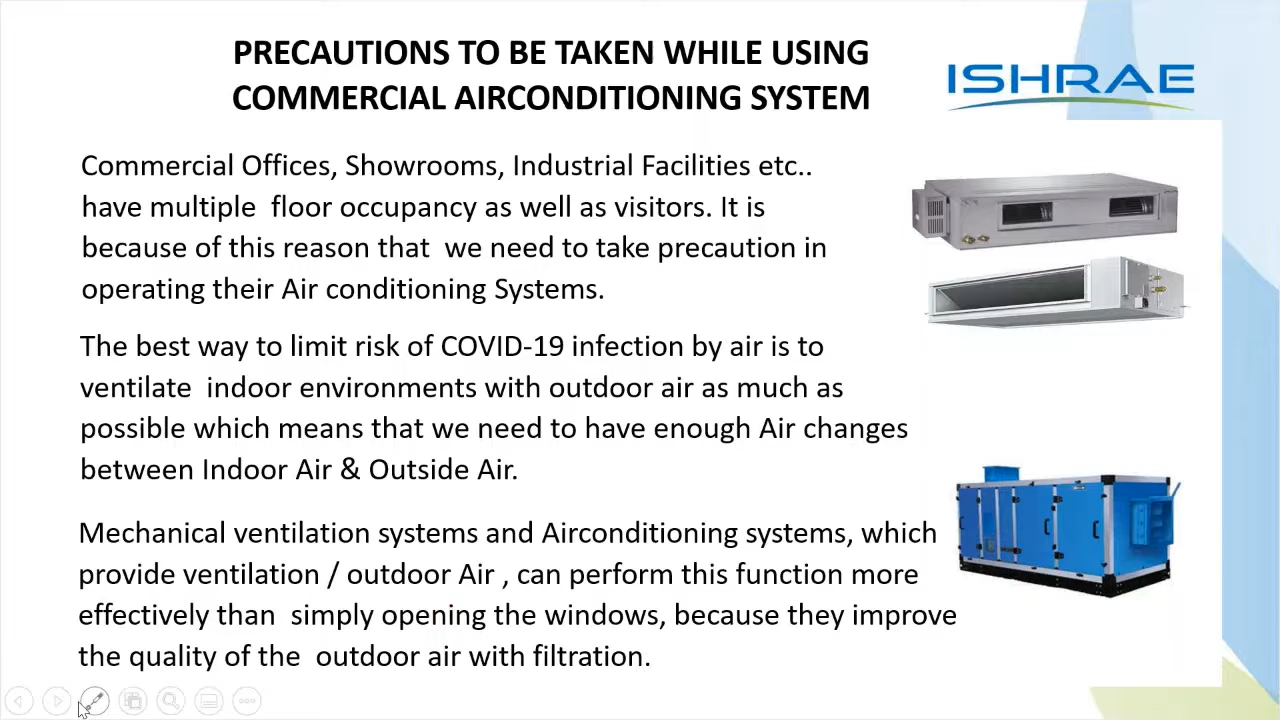 PRECAUTIONS TO BE TAKEN WHILE USING
COMMERCIAL AIRCONDITIONING SYSTEM
ISHRAE
Commercial Offices, Showrooms, Industrial Facilities etc..
have multiple  floor occupancy as well as visitors. It is
because of this reason that  we need to take precaution in
operating their Air conditioning Systems.
The best way to limit risk of COVID-19 infection by air is to
ventilate  indoor environments with outdoor air as much as
possible which means that we need to have enough Air changes
between Indoor Air & Outside Air.
Mechanical ventilation systems and Airconditioning systems, which
provide ventilation / outdoor Air , can perform this function more
effectively than  simply opening the windows, because they improve
the quality of the  outdoor air with filtration.